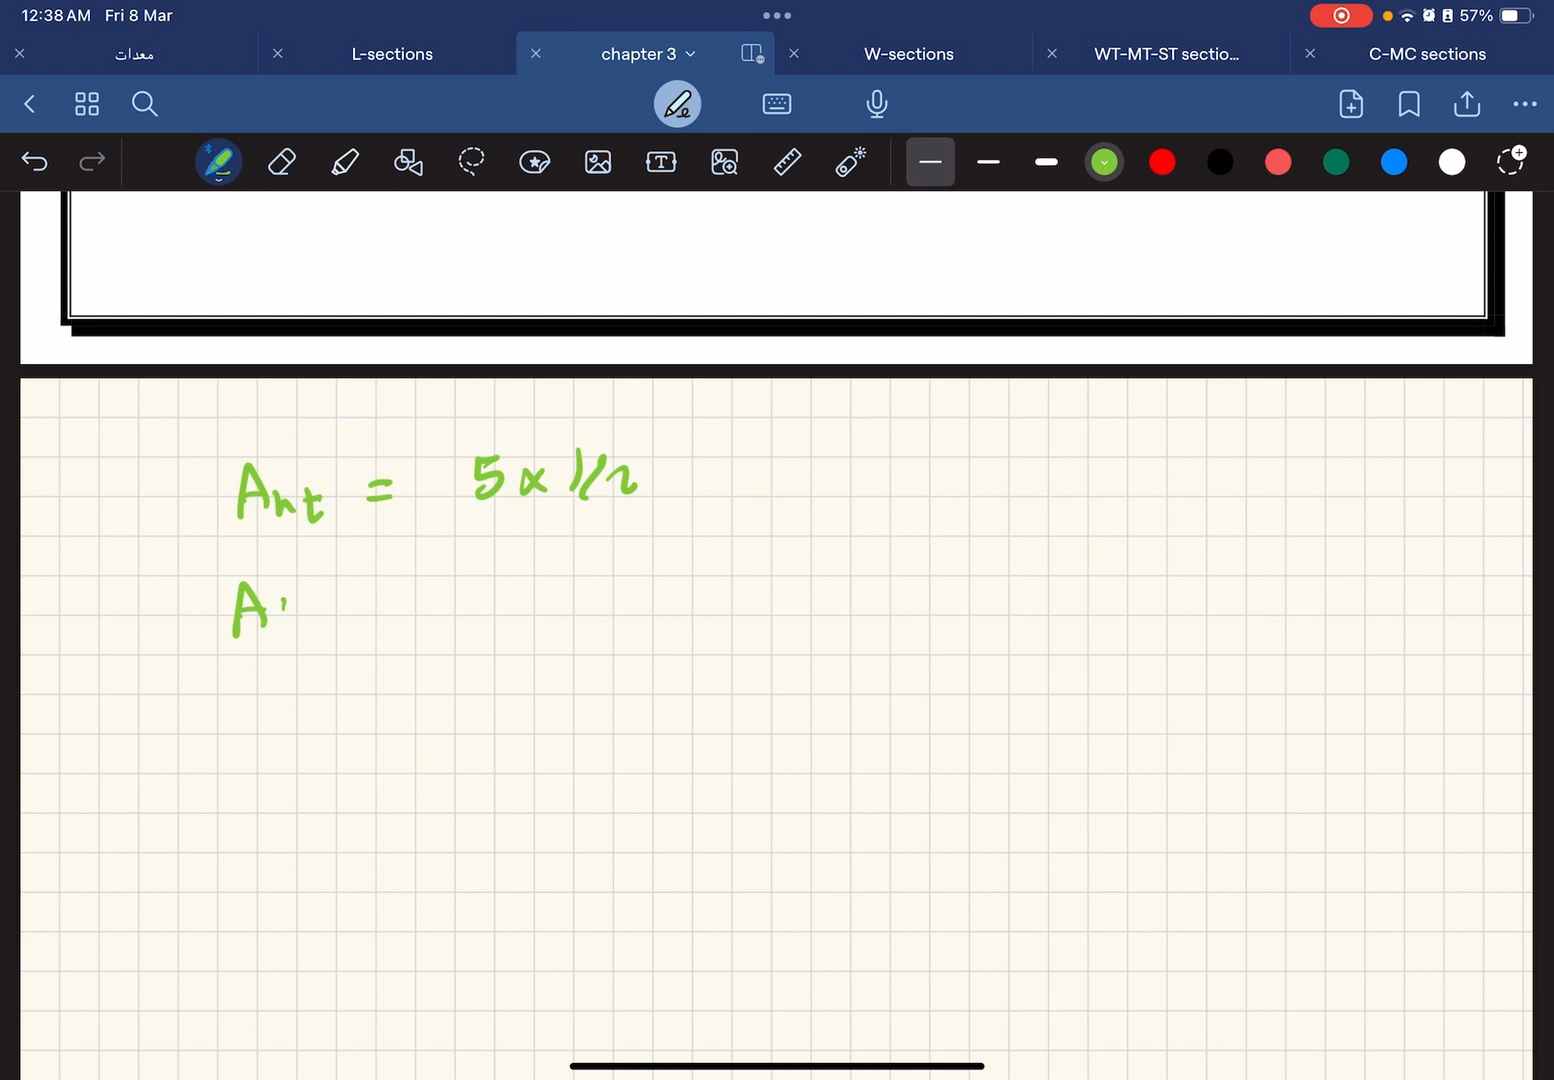 12:38 AM Fri 8 Mar
57%
معدات
L-sections
chapter 3
W-sections
WT-MT-ST sectio...
C-MC sections
T
Ant = 5 x 1/2
A